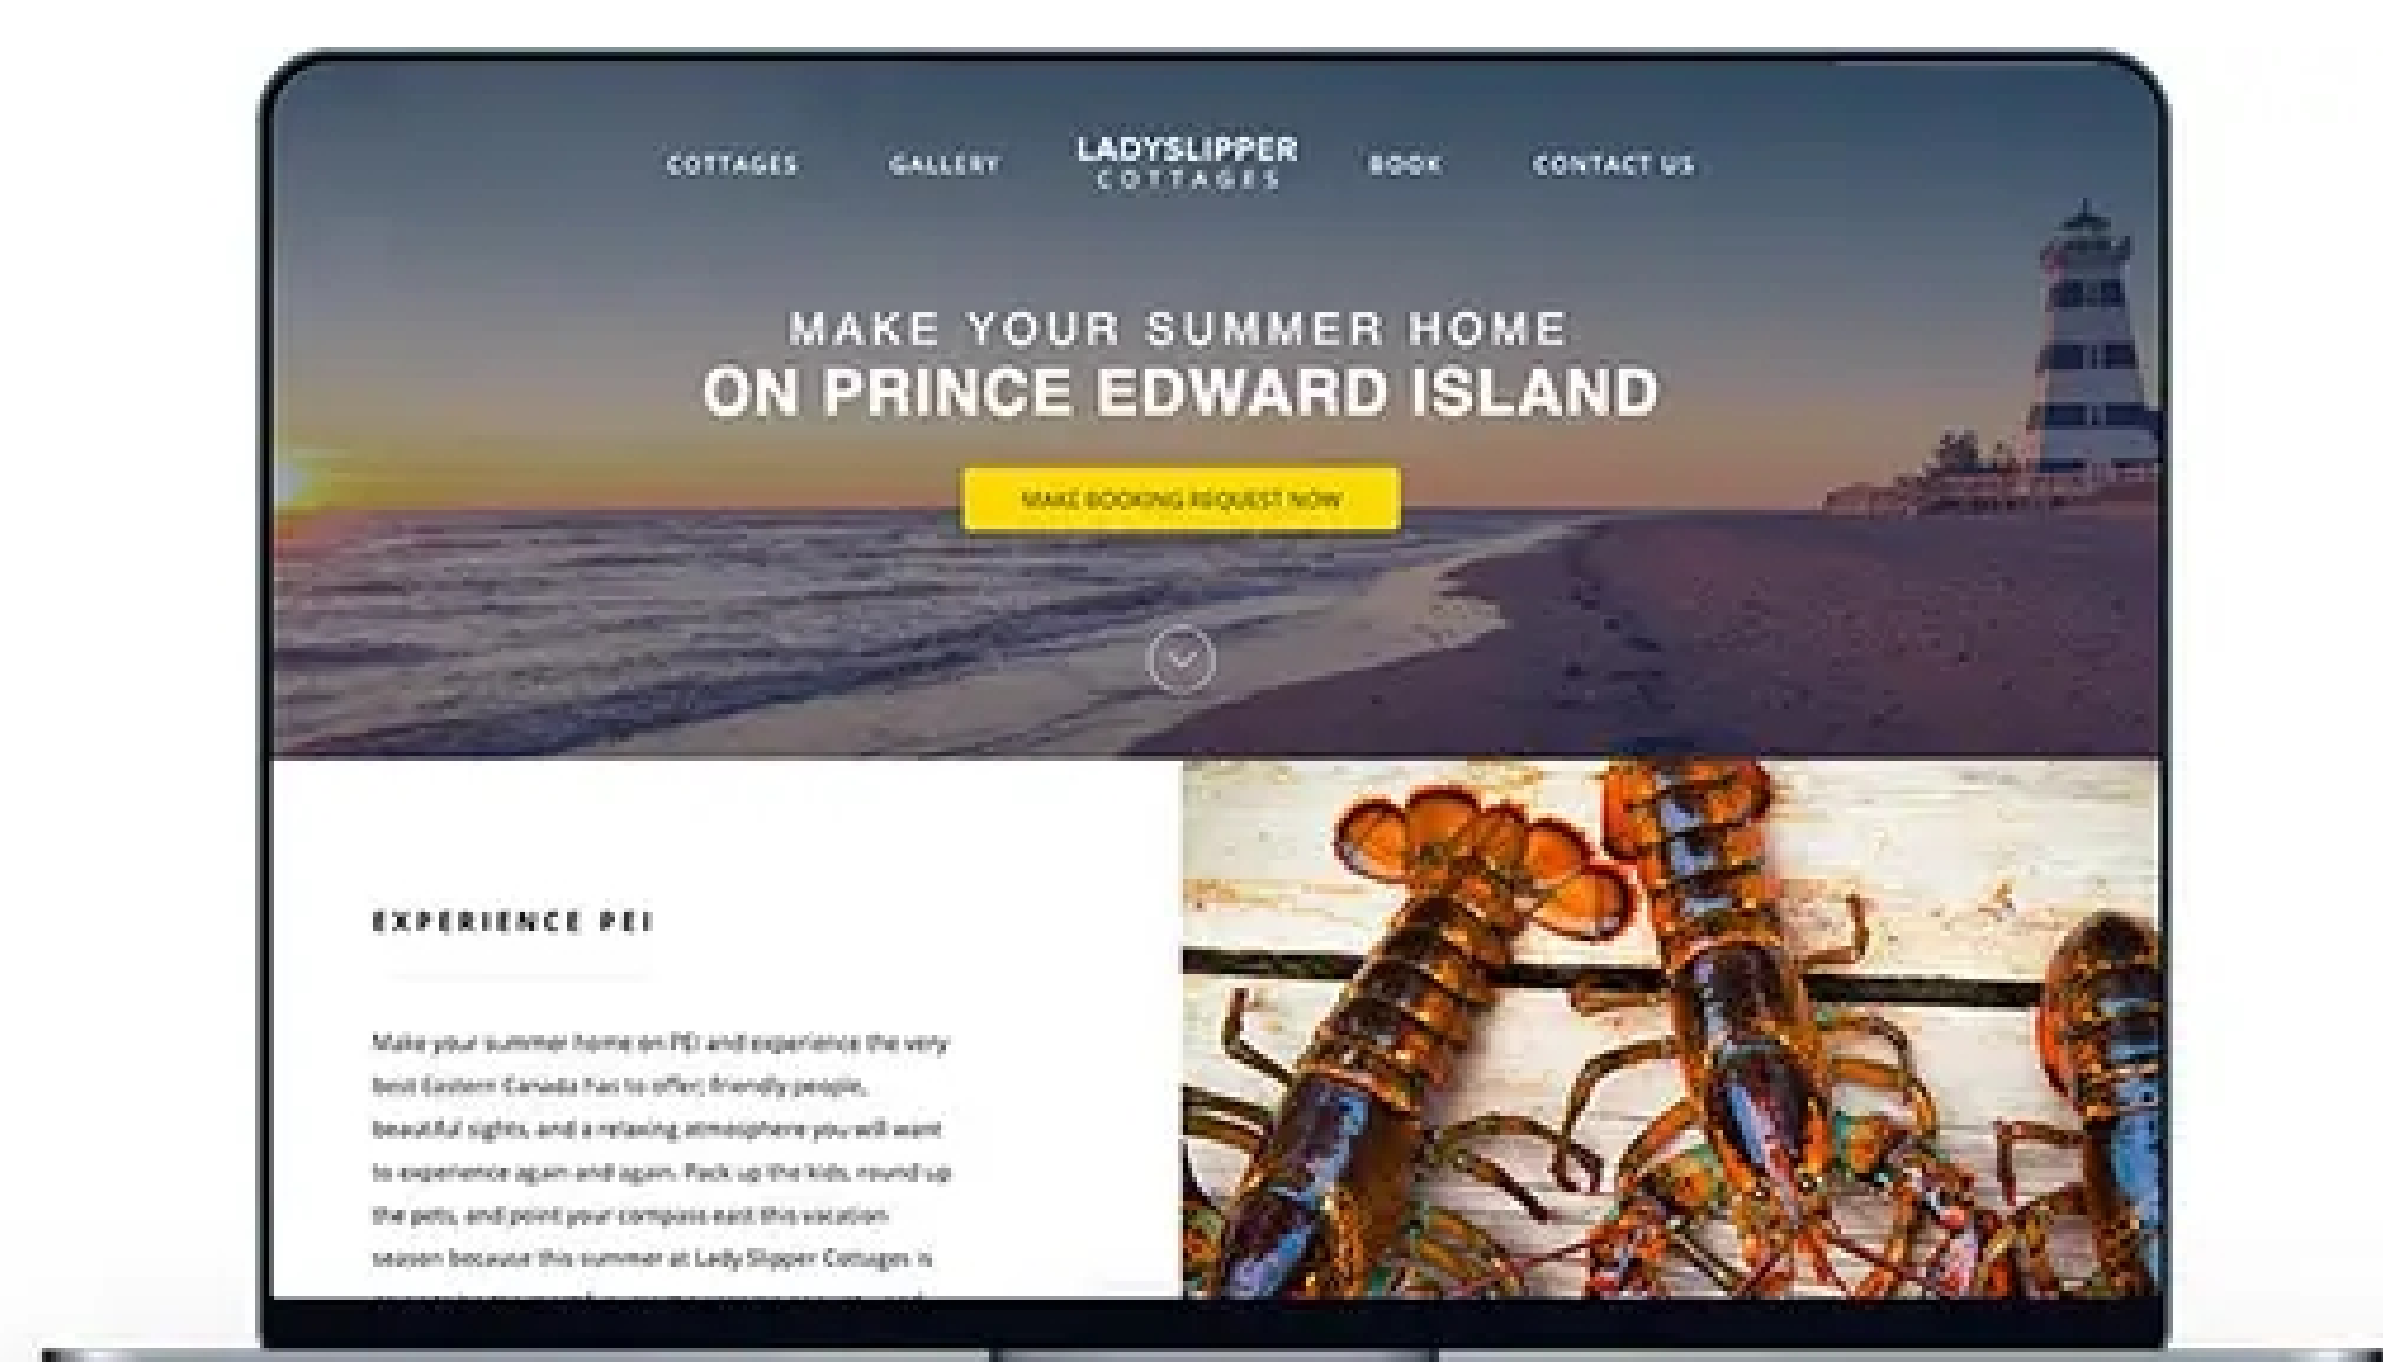 COTTAGES GALLERY LADYSLIPPER COTTAGES BOOK CONTACT US
MAKE YOUR SUMMER HOME
ON PRINCE EDWARD ISLAND
MAKE BOOKING REQUEST NOW
EXPERIENCE PEI
Make your summer home on PEI and experience the very
best Eastern Canada has to offer; friendly people,
beautiful sights, and a relaxing atmosphere you will want
to experience again and again. Pack up the kids, round up
the pets, and point your compass east this vacation
season because this summer at Lady Slipper Cottages is